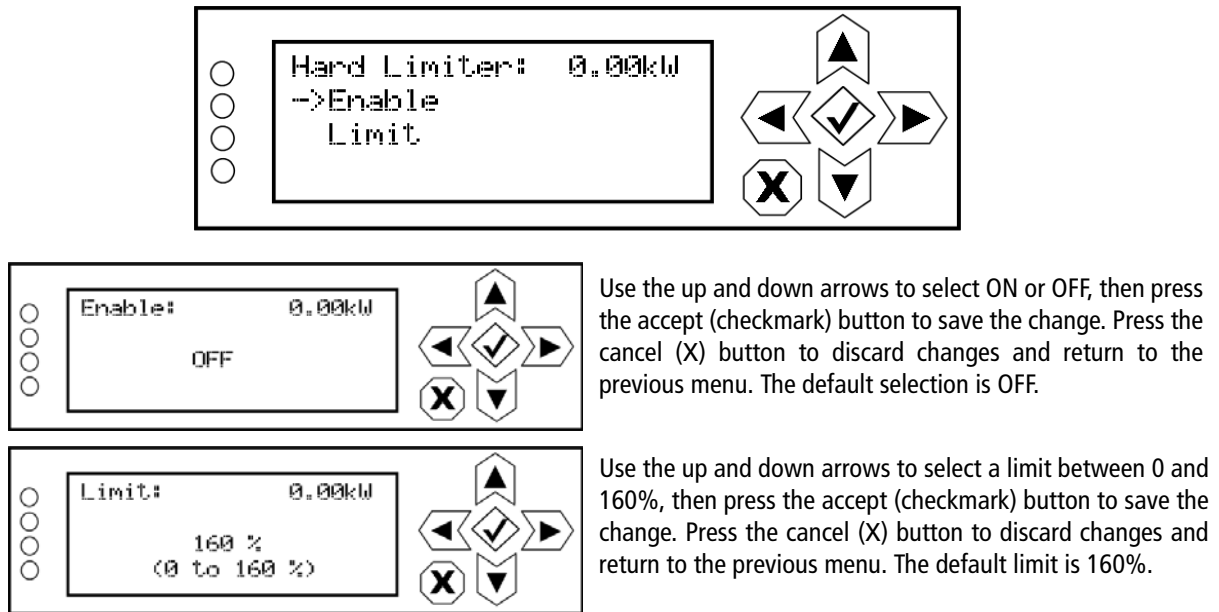 Hard Limiter: 0.00kW
->Enable
Limit
X
Enable: 0.00kW
OFF
X
Use the up and down arrows to select ON or OFF, then press
the accept (checkmark) button to save the change. Press the
cancel (X) button to discard changes and return to the
previous menu. The default selection is OFF.
Limit: 0.00kW
160 %
(0 to 160 %)
X
Use the up and down arrows to select a limit between 0 and
160%, then press the accept (checkmark) button to save the
change. Press the cancel (X) button to discard changes and
return to the previous menu. The default limit is 160%.